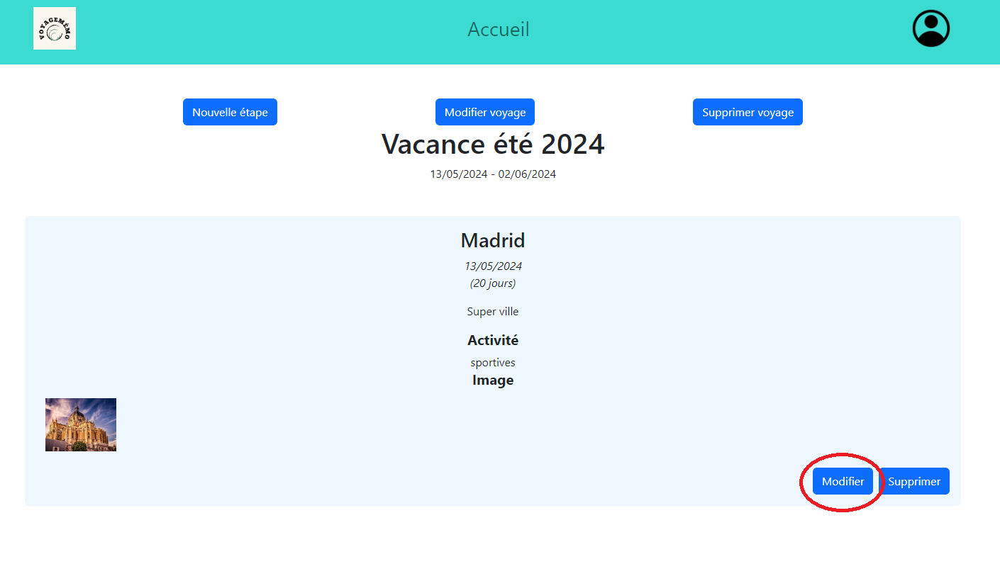 VOYAGEMÉMO
Accueil
Nouvelle étape
Modifier voyage
Supprimer voyage
Vacance été 2024
13/05/2024 - 02/06/2024
Madrid
13/05/2024
(20 jours)
Super ville
Activité
sportives
Image
Modifier
Supprimer